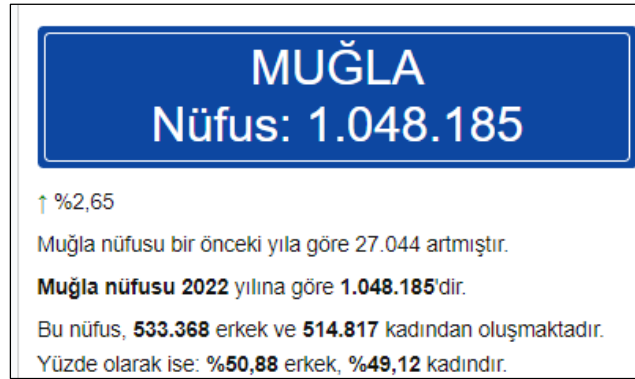 MUĞLA
Nüfus: 1.048.185
↑ %2,65
Muğla nüfusu bir önceki yıla göre 27.044 artmıştır.
Muğla nüfusu 2022 yılına göre 1.048.185'dir.
Bu nüfus, 533.368 erkek ve 514.817 kadından oluşmaktadır.
Yüzde olarak ise: %50,88 erkek, %49,12 kadındır.